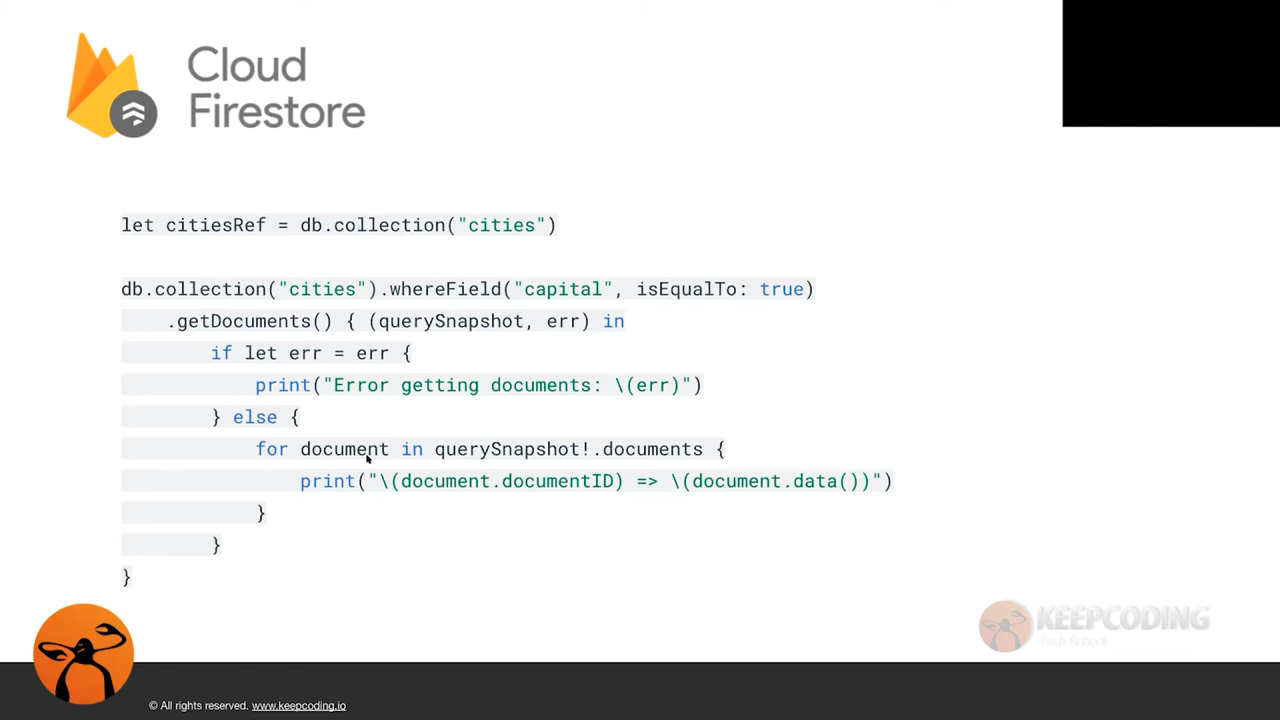 Cloud
Firestore
let citiesRef = db.collection("cities")
db.collection("cities").whereField("capital", isEqualTo: true)
.getDocuments() { (querySnapshot, err) in
if let err = err {
print("Error getting documents: \(err)")
} else {
for document in querySnapshot!.documents {
print("\(document.documentID) => \(document.data())")
}
}
}
KEEPCODING
Tech School
© All rights reserved. www.keepcoding.io